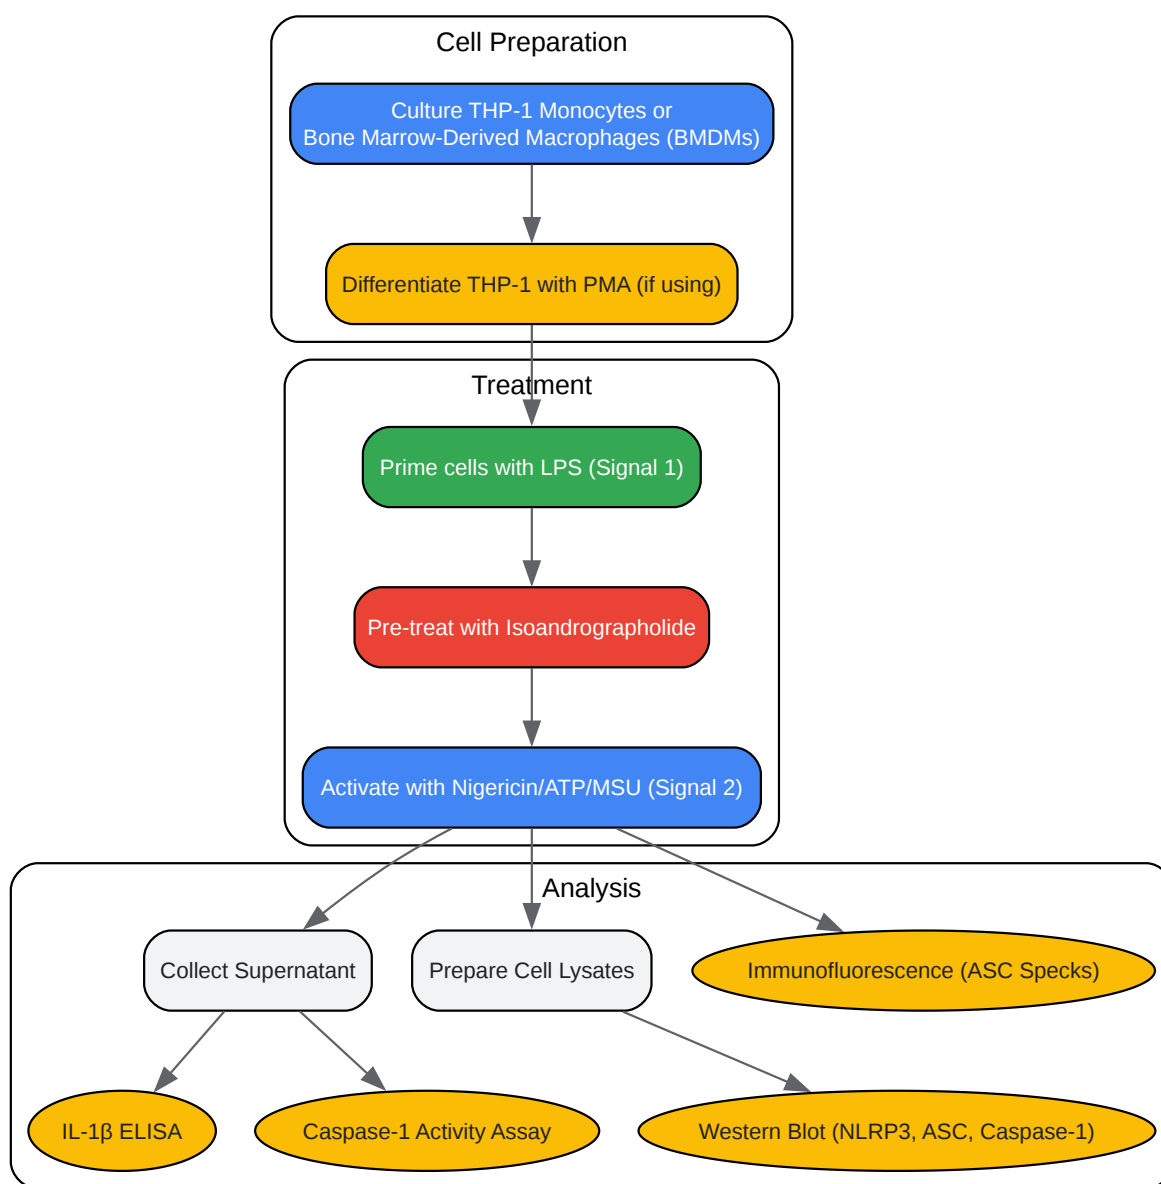 Cell Preparation
Culture THP-1 Monocytes or
Bone Marrow-Derived Macrophages (BMDMs)
Differentiate THP-1 with PMA (if using)
Treatment
Prime cells with LPS (Signal 1)
Pre-treat with Isoandrographolide
Activate with Nigericin/ATP/MSU (Signal 2)
Analysis
Collect Supernatant
Prepare Cell Lysates
Immunofluorescence (ASC Specks)
IL-1β ELISA
Caspase-1 Activity Assay
Western Blot (NLRP3, ASC, Caspase-1)